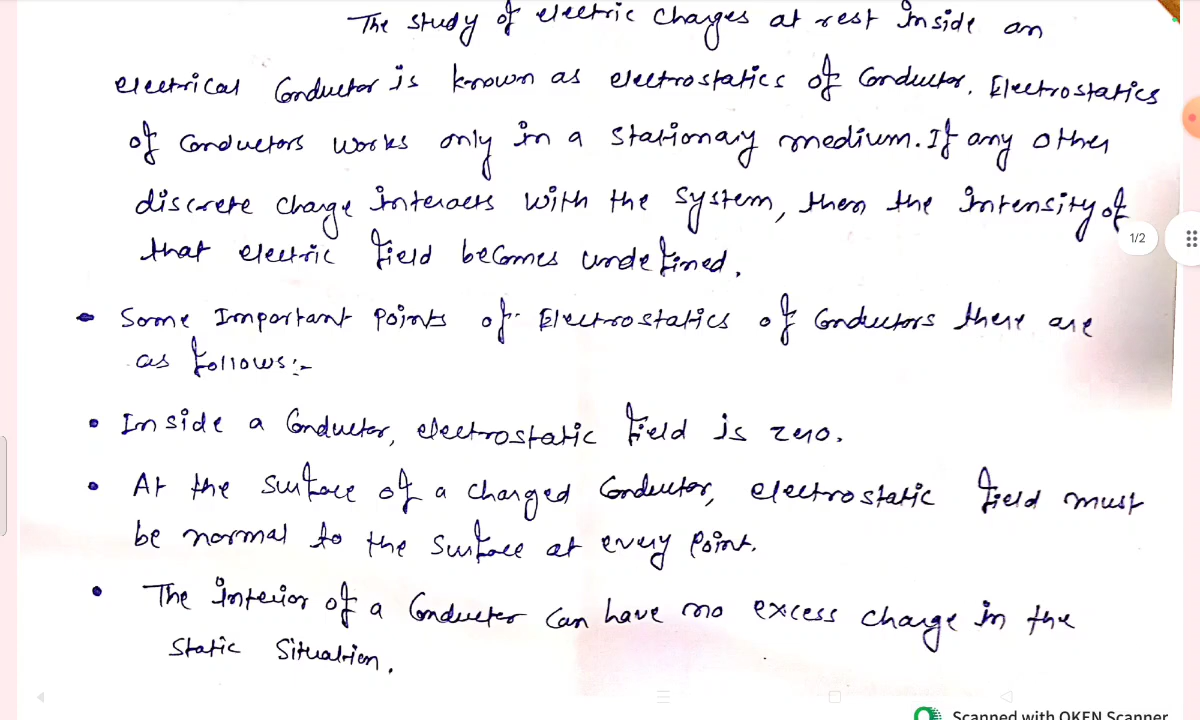 The study of electric charges at rest inside an
electrical Conductor is known as electrostatics of Conductor. Electrostatics
of Conductors works only in a stationary medium. If any other
discrete charge interacts with the system, then the intensity of
that electric field becomes undefined.
1/2
Some Important Points of Electrostatics of Conductors there are
as follows:-
• Inside a Conductor, electrostatic field is zero.
• At the surface of a charged Conductor, electrostatic field must
be normal to the surface at every point.
• The interior of a Conductor can have no excess charge in the
static situation.
Scanned with OKEN Scanner